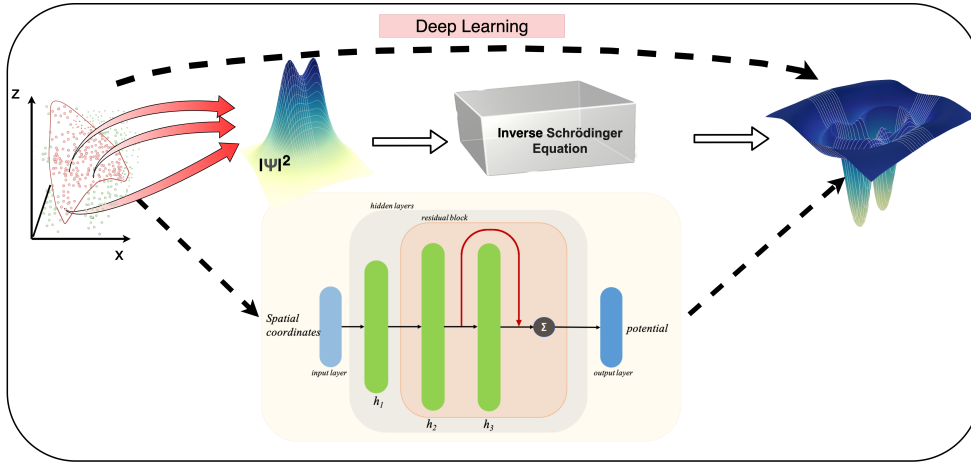 Deep Learning
Z
X
|Ψ|²
Inverse Schrödinger
Equation
hidden layers
residual block
Spatial
coordinates
input layer
h₁
h₂
h₃
Σ
output layer
potential